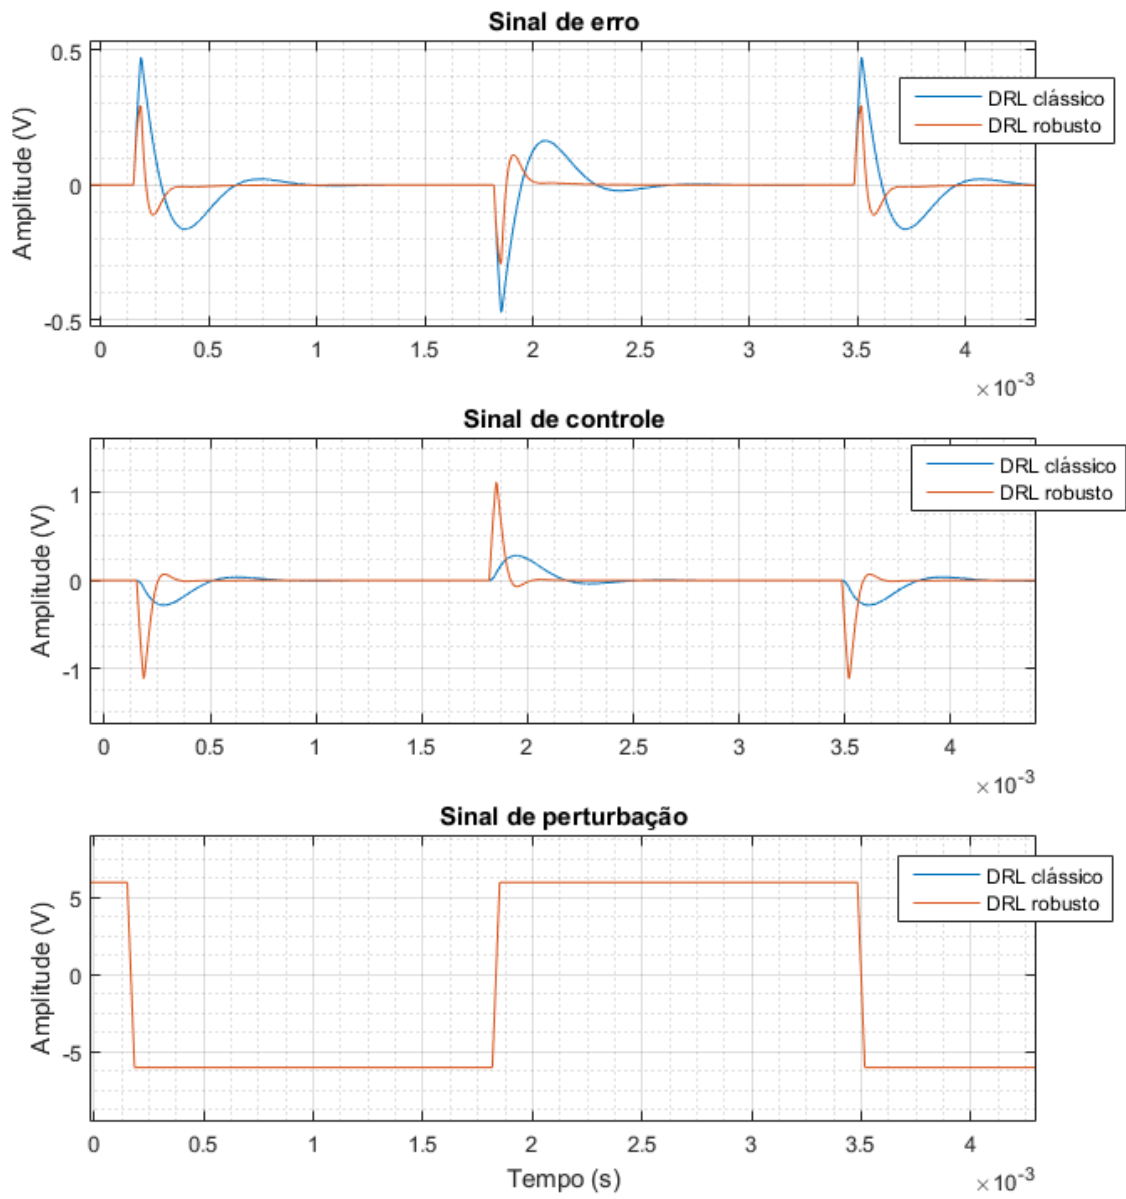 Sinal de erro
0.5
0
-0.5
Amplitude (V)
DRL clássico
DRL robusto
0 0.5 1 1.5 2 2.5 3 3.5 4
×10-3
Sinal de controle
1
0
-1
Amplitude (V)
DRL clássico
DRL robusto
0 0.5 1 1.5 2 2.5 3 3.5 4
×10-3
Sinal de perturbação
5
0
-5
Amplitude (V)
DRL clássico
DRL robusto
0 0.5 1 1.5 2 2.5 3 3.5 4
Tempo (s)
×10-3